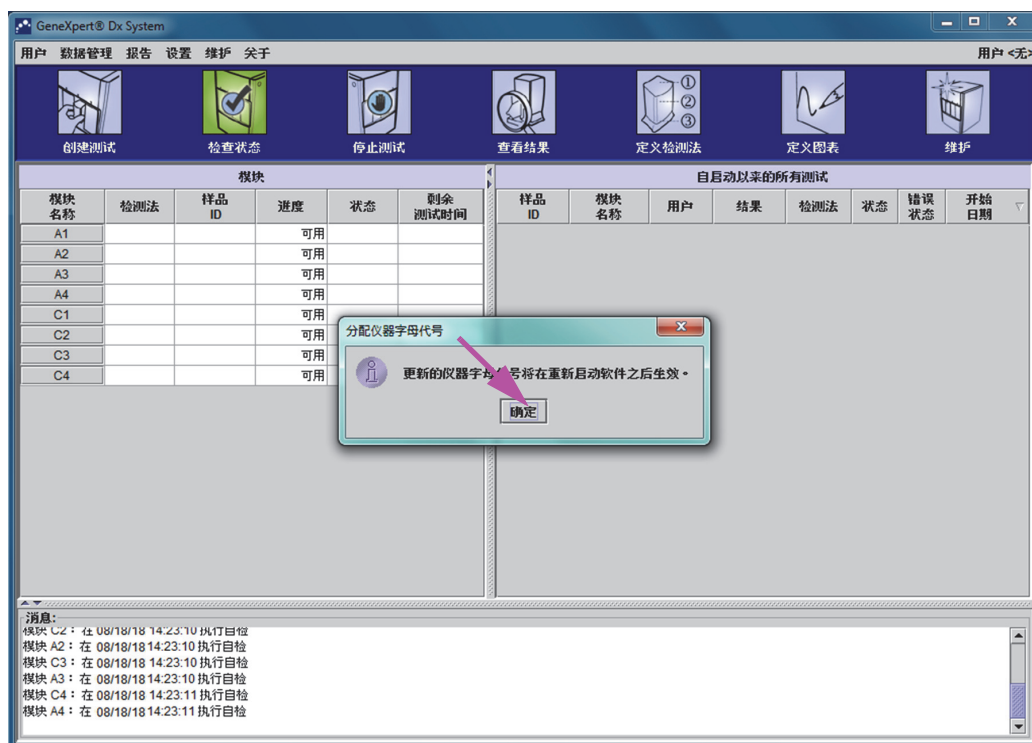 GeneXpert® Dx System
用户 数据管理 报告 设置 维护 关于 用户 <无>
①
②
③
创建测试 检查状态 停止测试 查看结果 定义检测法 定义图表 维护
模块 自启动以来的所有测试
模块名称 检测法 样品ID 进度 状态 剩余测试时间 样品ID 模块名称 用户 结果 检测法 状态 错误状态 开始日期
A1 可用
A2 可用
A3 可用
A4 可用
C1 可用
C2 可用
C3 可用
C4 可用
分配仪器字母代号
更新的仪器字母代号将在重新启动软件之后生效。
确定
消息:
模块 C2：在 08/18/18 14:23:10 执行自检
模块 A2：在 08/18/18 14:23:10 执行自检
模块 C3：在 08/18/18 14:23:10 执行自检
模块 A3：在 08/18/18 14:23:10 执行自检
模块 C4：在 08/18/18 14:23:11 执行自检
模块 A4：在 08/18/18 14:23:11 执行自检